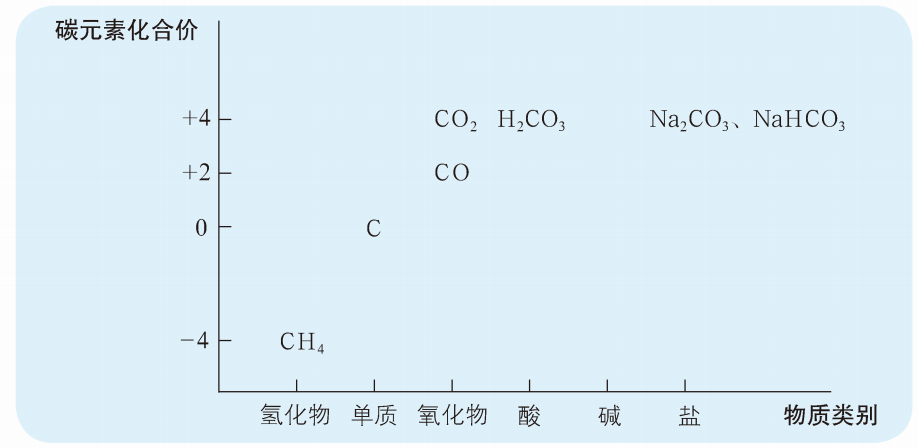 碳元素化合价
+4 CO₂ H₂CO₃ Na₂CO₃、NaHCO₃
+2 CO
0 C
−4 CH₄
氢化物 单质 氧化物 酸 碱 盐 物质类别